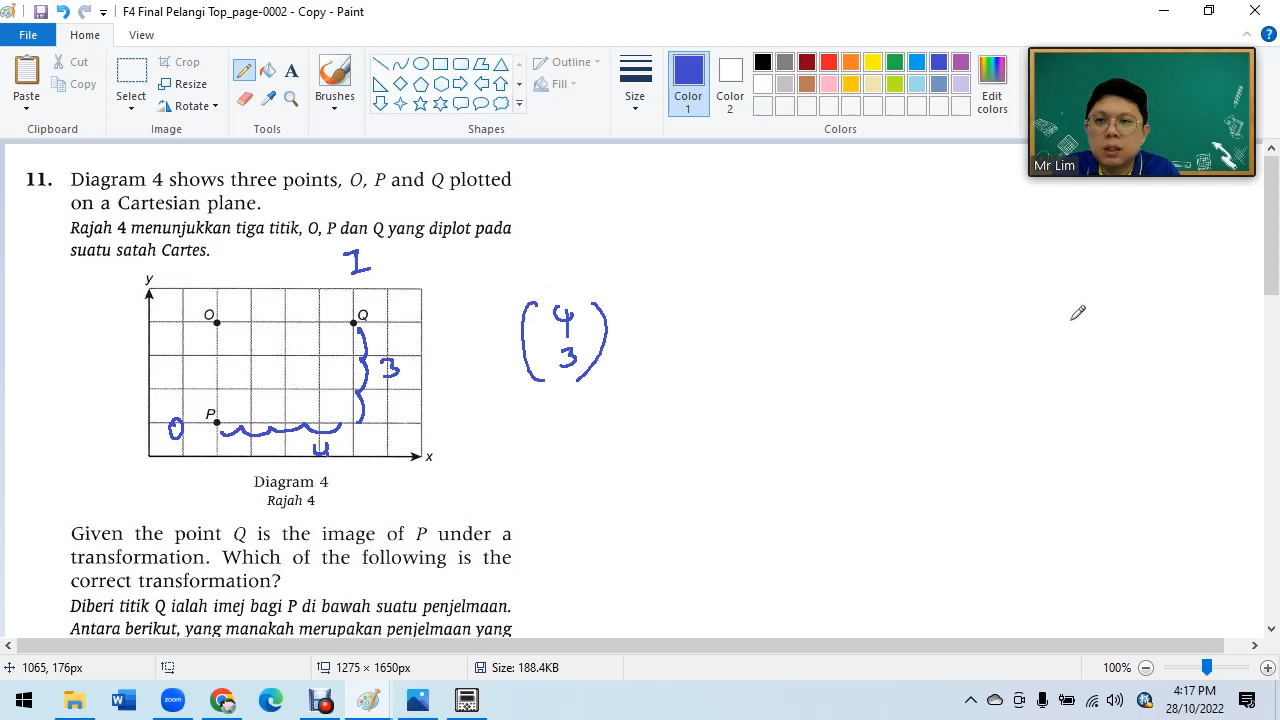 F4 Final Pelangi Top_page-0002 - Copy - Paint
File
Home
View
Paste
Cut
Copy
Clipboard
Select
Crop
Resize
Rotate
Image
A
Tools
Brushes
Shapes
Outline
Fill
Size
Color 1
Color 2
Edit colors
Colors
Mr Lim
11. Diagram 4 shows three points, O, P and Q plotted
on a Cartesian plane.
Rajah 4 menunjukkan tiga titik, O, P dan Q yang diplot pada
suatu satah Cartes.
I
y
O
Q
3
P
O
4
x
4
3
Diagram 4
Rajah 4
Given the point Q is the image of P under a
transformation. Which of the following is the
correct transformation?
Diberi titik Q ialah imej bagi P di bawah suatu penjelmaan.
Antara berikut, yang manakah merupakan penjelmaan yang
1065, 176px
1275 × 1650px
Size: 188.4KB
100%
zoom
4:17 PM
28/10/2022